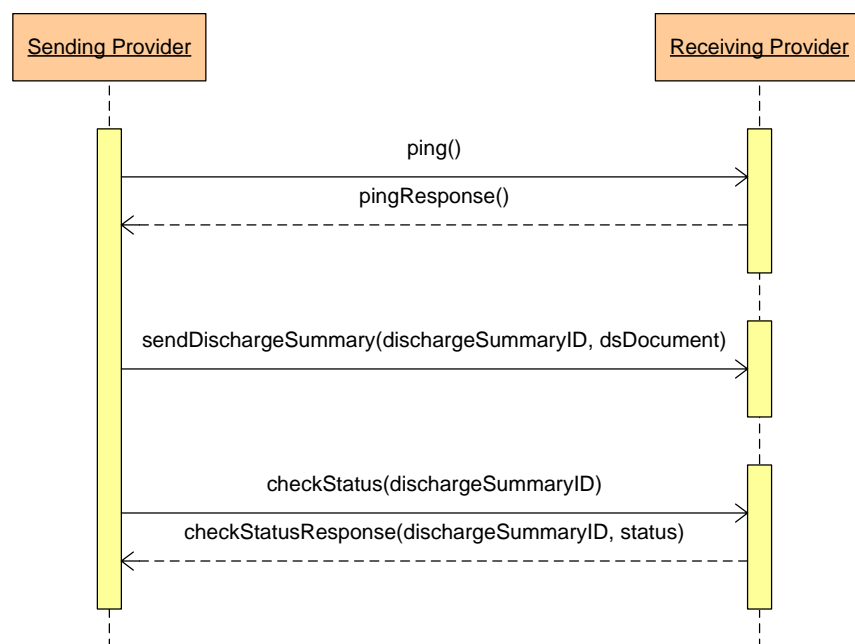 Sending Provider
Receiving Provider
ping()
pingResponse()
sendDischargeSummary(dischargeSummaryID, dsDocument)
checkStatus(dischargeSummaryID)
checkStatusResponse(dischargeSummaryID, status)